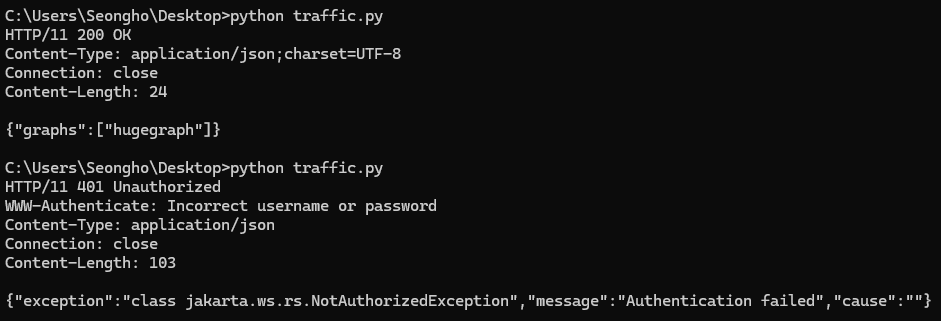 C:\Users\Seongho\Desktop>python traffic.py
HTTP/11 200 OK
Content-Type: application/json;charset=UTF-8
Connection: close
Content-Length: 24
{"graphs":["hugegraph"]}
C:\Users\Seongho\Desktop>python traffic.py
HTTP/11 401 Unauthorized
WWW-Authenticate: Incorrect username or password
Content-Type: application/json
Connection: close
Content-Length: 103
{"exception":"class jakarta.ws.rs.NotAuthorizedException","message":"Authentication failed","cause":""}